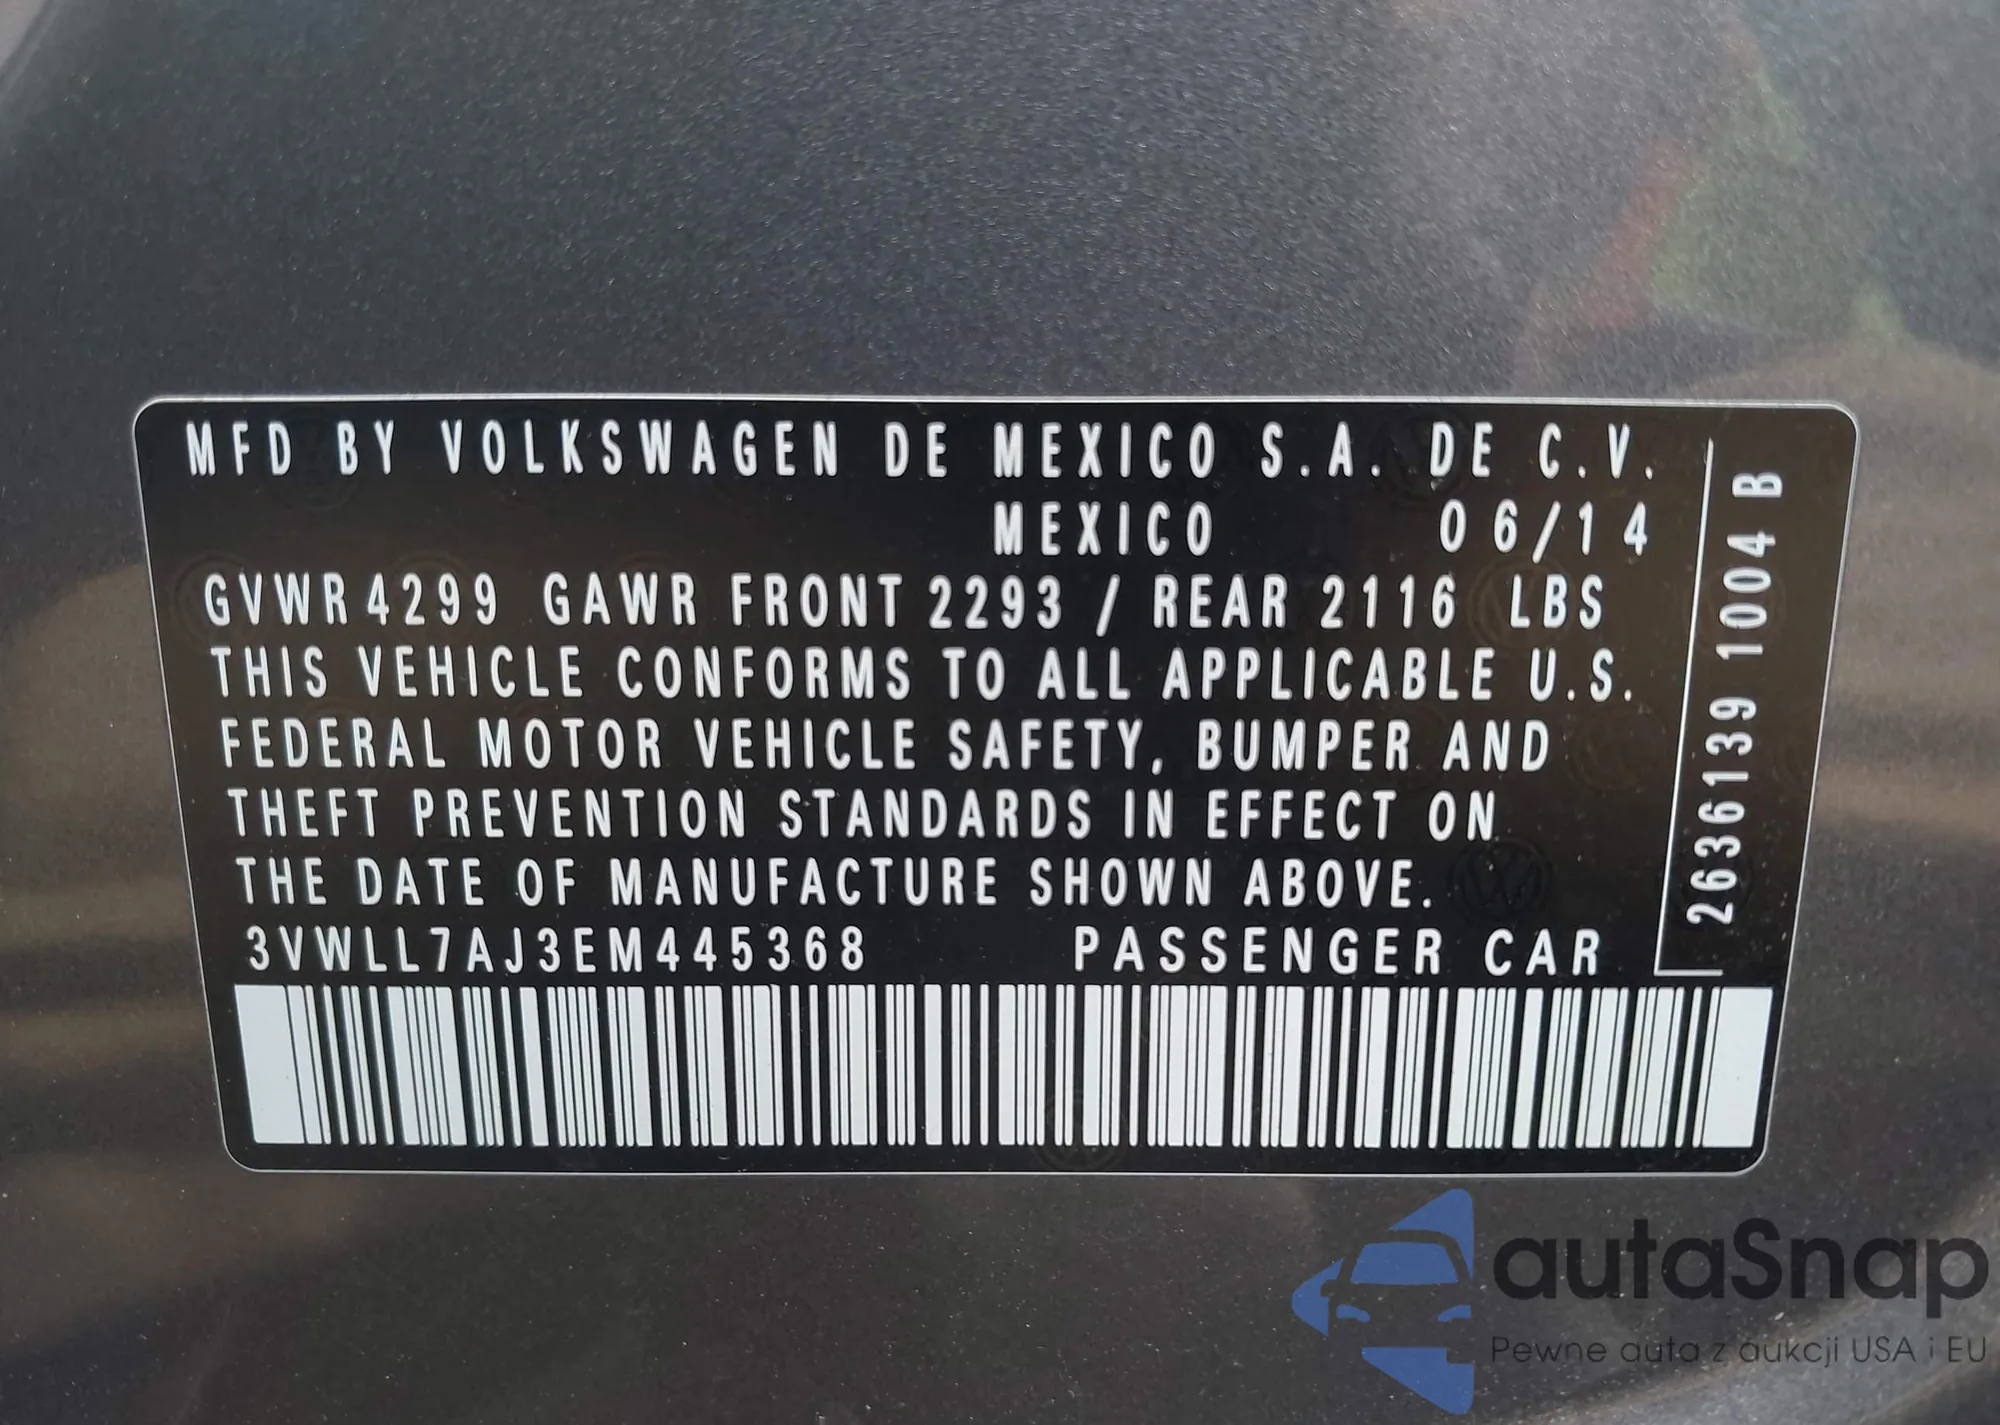 MFD BY VOLKSWAGEN DE MEXICO S.A. DE C.V.
MEXICO 06/14
GVWR 4299 GAWR FRONT 2293 / REAR 2116 LBS
THIS VEHICLE CONFORMS TO ALL APPLICABLE U.S.
FEDERAL MOTOR VEHICLE SAFETY, BUMPER AND
THEFT PREVENTION STANDARDS IN EFFECT ON
THE DATE OF MANUFACTURE SHOWN ABOVE.
3VWLL7AJ3EM445368 PASSENGER CAR
2636139 1004 B
autaSnap
Pewne auta z aukcji USA i EU